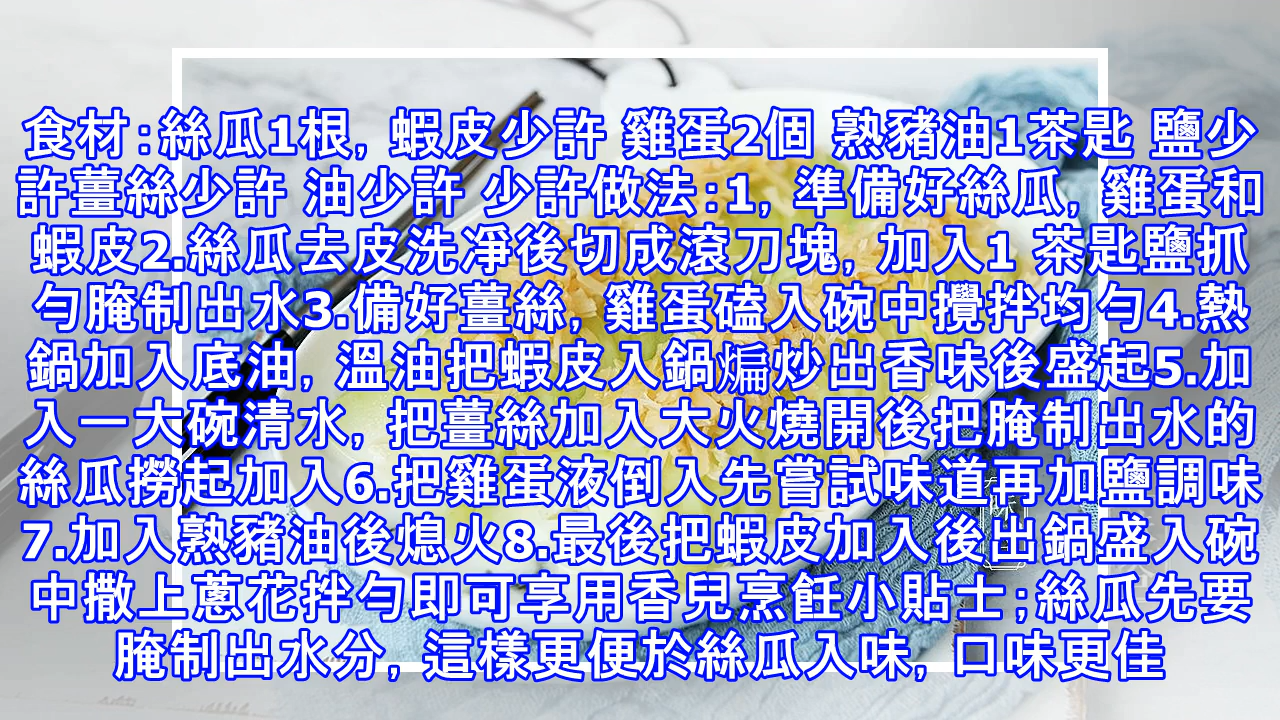 食材:絲瓜1根, 蝦皮少許 雞蛋2個 熟豬油1茶匙 鹽少
許薑絲少許 油少許 少許做法:1, 準備好絲瓜, 雞蛋和
蝦皮2.絲瓜去皮洗凈後切成滾刀塊, 加入1 茶匙鹽抓
勻腌制出水3.備好薑絲, 雞蛋磕入碗中攪拌均勻4.熱
鍋加入底油, 溫油把蝦皮入鍋煸炒出香味後盛起5.加
入一大碗清水, 把薑絲加入大火燒開後把腌制出水的
絲瓜撈起加入6.把雞蛋液倒入先嘗試味道再加鹽調味
7.加入熟豬油後熄火8.最後把蝦皮加入後出鍋盛入碗
中撒上蔥花拌勻即可享用香兒烹飪小貼士;絲瓜先要
腌制出水分, 這樣更便於絲瓜入味, 口味更佳